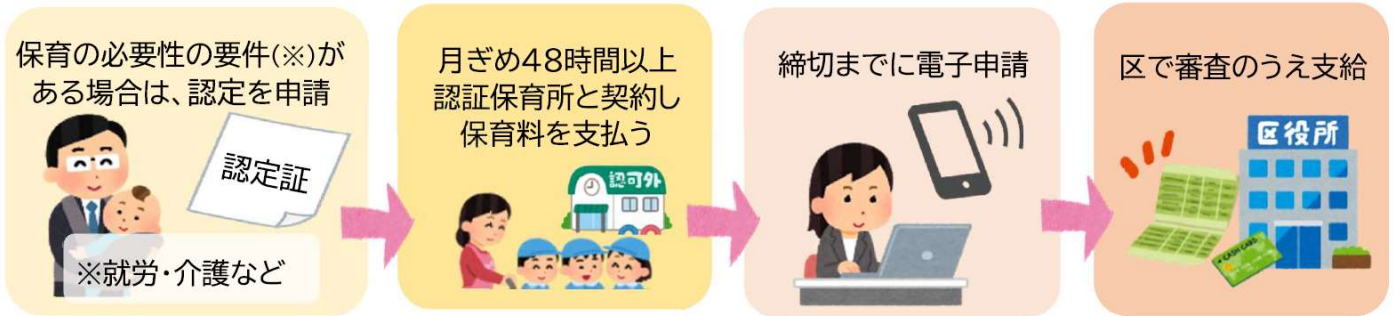 保育の必要性の要件(※)が
ある場合は、認定を申請
認定証
※就労・介護など
月ぎめ48時間以上
認証保育所と契約し
保育料を支払う
認可外
締切までに電子申請
区で審査のうえ支給
区役所
CASH CARD